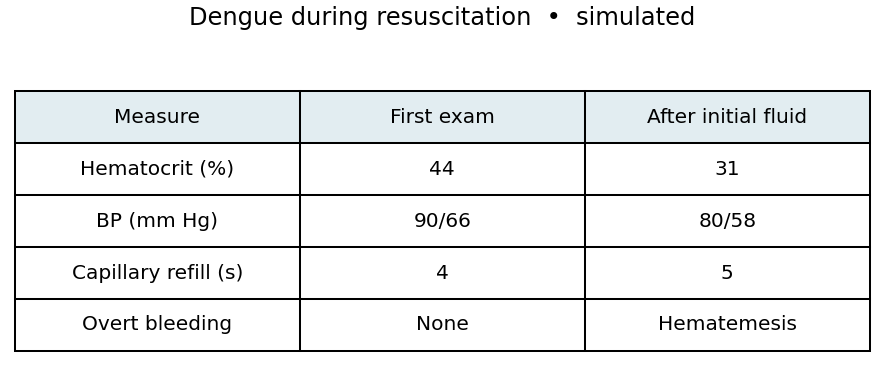 Dengue during resuscitation • simulated
Measure First exam After initial fluid
Hematocrit (%) 44 31
BP (mm Hg) 90/66 80/58
Capillary refill (s) 4 5
Overt bleeding None Hematemesis